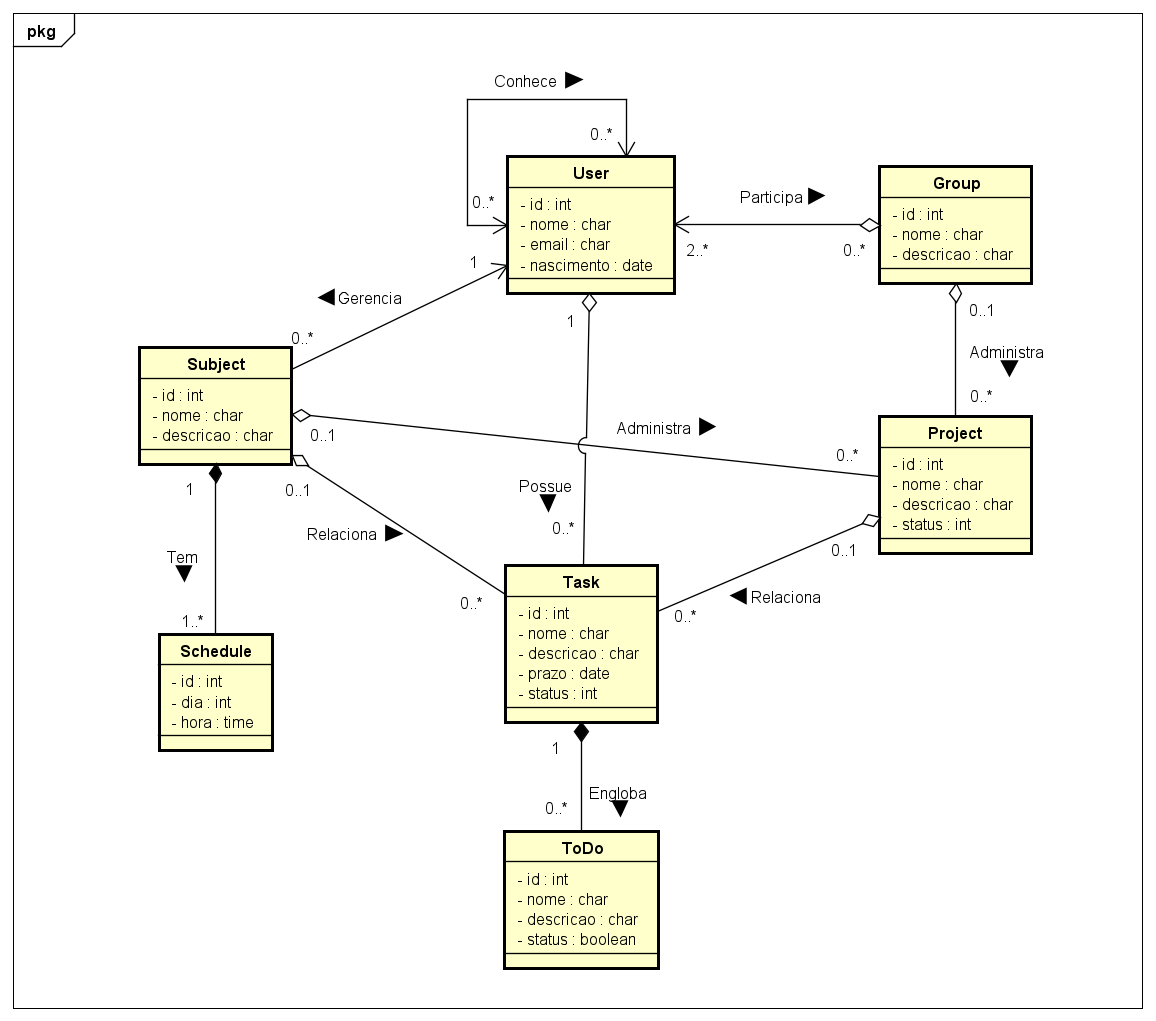 pkg
Conhece
0..*
0..*
User
- id : int
- nome : char
- email : char
- nascimento : date
Participa
2..*
0..*
Group
- id : int
- nome : char
- descricao : char
1
Gerencia
0..*
1
0..1
Administra
0..*
Subject
- id : int
- nome : char
- descricao : char
0..1
Administra
0..*
Project
- id : int
- nome : char
- descricao : char
- status : int
0..1
Relaciona
0..*
Possue
0..*
0..1
Relaciona
0..*
1
Tem
1..*
Schedule
- id : int
- dia : int
- hora : time
Task
- id : int
- nome : char
- descricao : char
- prazo : date
- status : int
1
Engloba
0..*
ToDo
- id : int
- nome : char
- descricao : char
- status : boolean